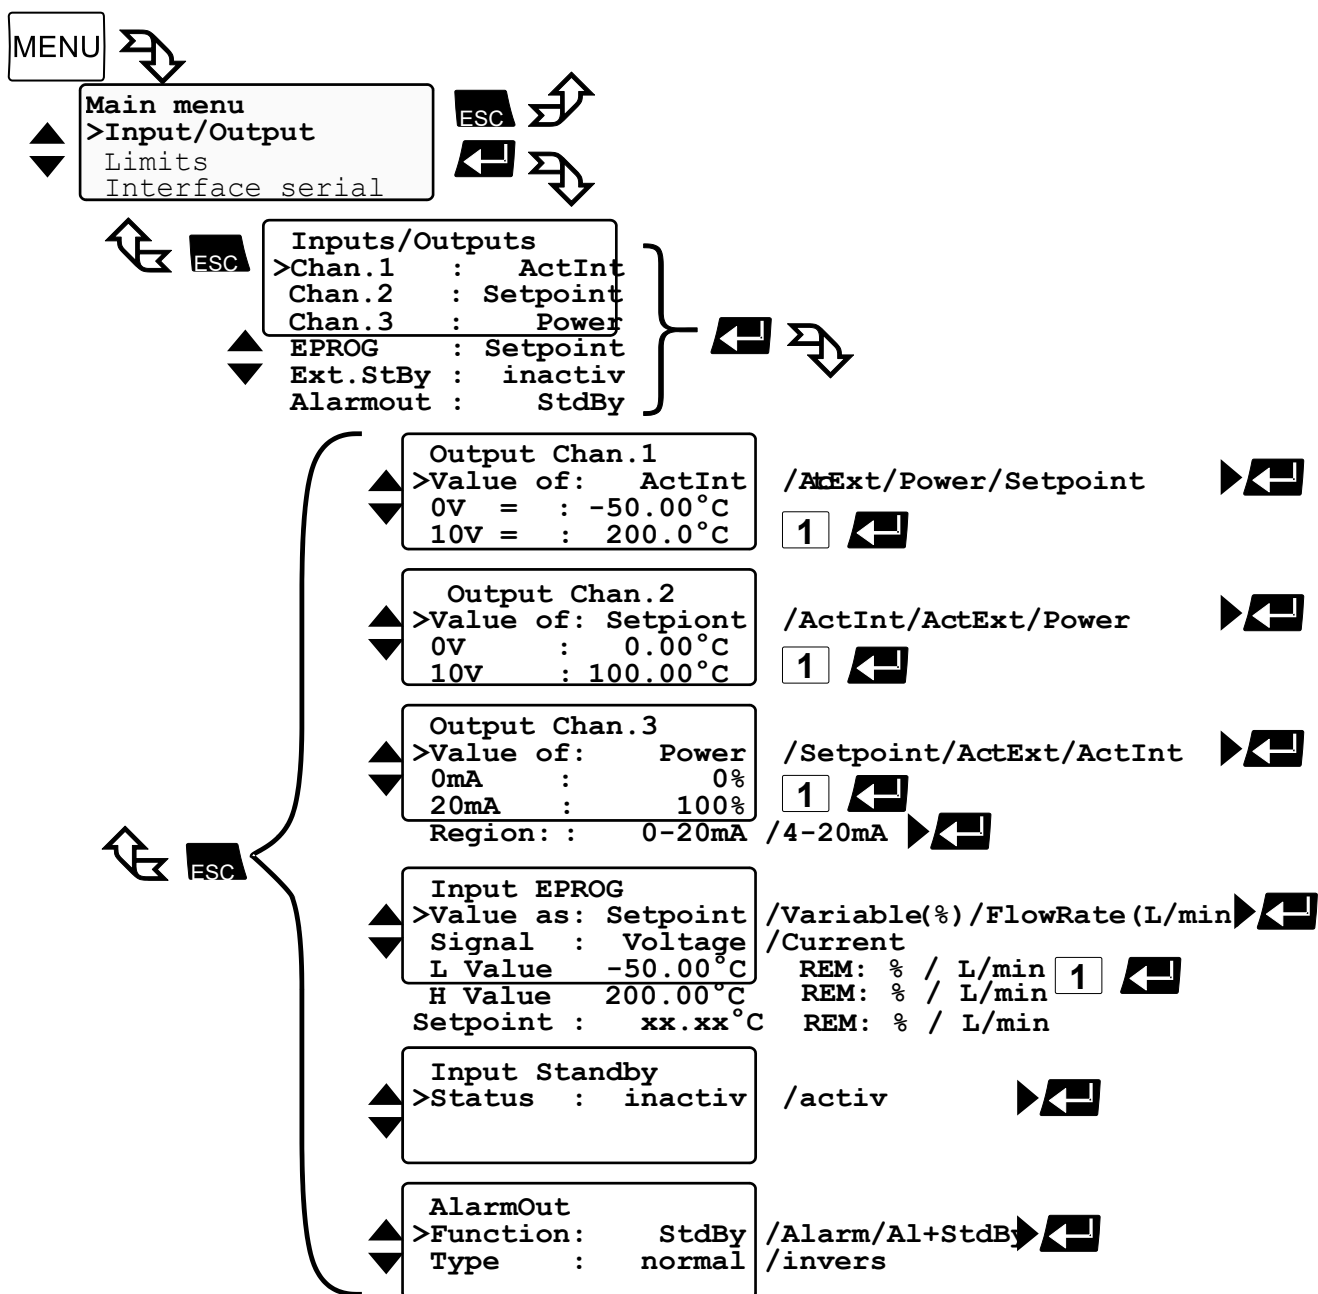 MENU
Main menu
>Input/Output
Limits
Interface serial
ESC
ESC
Inputs/Outputs
>Chan.1 : ActInt
Chan.2 : Setpoint
Chan.3 : Power
EPROG : Setpoint
Ext.StBy : inactiv
Alarmout : StdBy
Output Chan.1
>Value of: ActInt /ActExt/Power/Setpoint
0V = : -50.00°C
10V = : 200.0°C 1
Output Chan.2
>Value of: Setpiont /ActInt/ActExt/Power
0V : 0.00°C
10V : 100.00°C 1
Output Chan.3
>Value of: Power /Setpoint/ActExt/ActInt
0mA : 0%
20mA : 100% 1
Region: : 0-20mA /4-20mA
ESC
Input EPROG
>Value as: Setpoint /Variable(%)/FlowRate(L/min
Signal : Voltage /Current
L Value -50.00°C REM: % / L/min 1
H Value 200.00°C REM: % / L/min
Setpoint : xx.xx°C REM: % / L/min
Input Standby
>Status : inactiv /activ
AlarmOut
>Function: StdBy /Alarm/Al+StdBy
Type : normal /invers